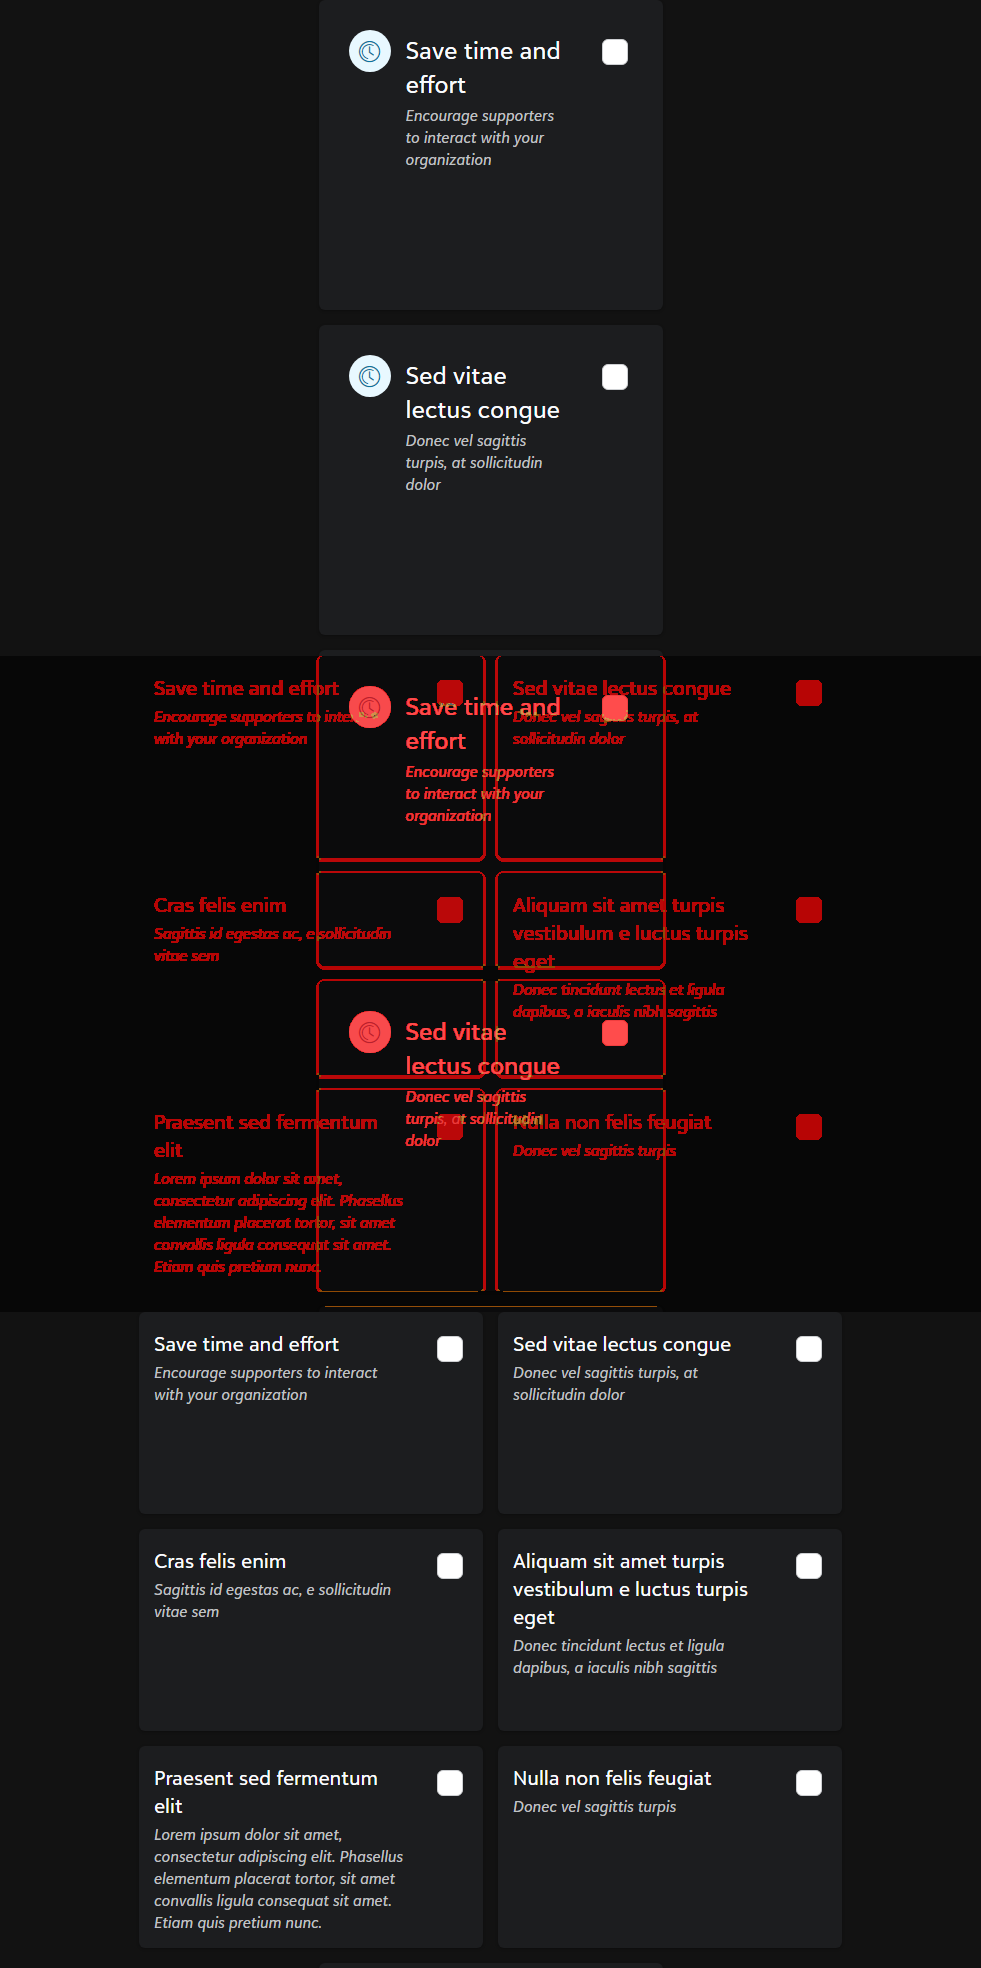 Save time and
effort
Encourage supporters
to interact with your
organization
Sed vitae
lectus congue
Donec vel sagittis
turpis, at sollicitudin
dolor
Save time and effort
Encourage supporters to inter
with your organization
Sed vitae lectus congue
Donec vel sagittis turpis, at
sollicitudin dolor
Save time and
effort
Encourage supporters
to interact with your
organization
Cras felis enim
Sagittis id egestas ac, e sollicitudin
vitae sem
Aliquam sit amet turpis
vestibulum e luctus turpis
eget
Donec tincidunt lectus et ligula
dapibus, a iaculis nibh sagittis
Sed vitae
lectus congue
Donec vel sagittis
turpis, at sollicitudin
dolor
Praesent sed fermentum
elit
Lorem ipsum dolor sit amet,
consectetur adipiscing elit. Phasellus
elementum placerat tortor, sit amet
convallis ligula consequat sit amet.
Etiam quis pretium nunc.
Nulla non felis feugiat
Donec vel sagittis turpis
Save time and effort
Encourage supporters to interact
with your organization
Sed vitae lectus congue
Donec vel sagittis turpis, at
sollicitudin dolor
Cras felis enim
Sagittis id egestas ac, e sollicitudin
vitae sem
Aliquam sit amet turpis
vestibulum e luctus turpis
eget
Donec tincidunt lectus et ligula
dapibus, a iaculis nibh sagittis
Praesent sed fermentum
elit
Lorem ipsum dolor sit amet,
consectetur adipiscing elit. Phasellus
elementum placerat tortor, sit amet
convallis ligula consequat sit amet.
Etiam quis pretium nunc.
Nulla non felis feugiat
Donec vel sagittis turpis